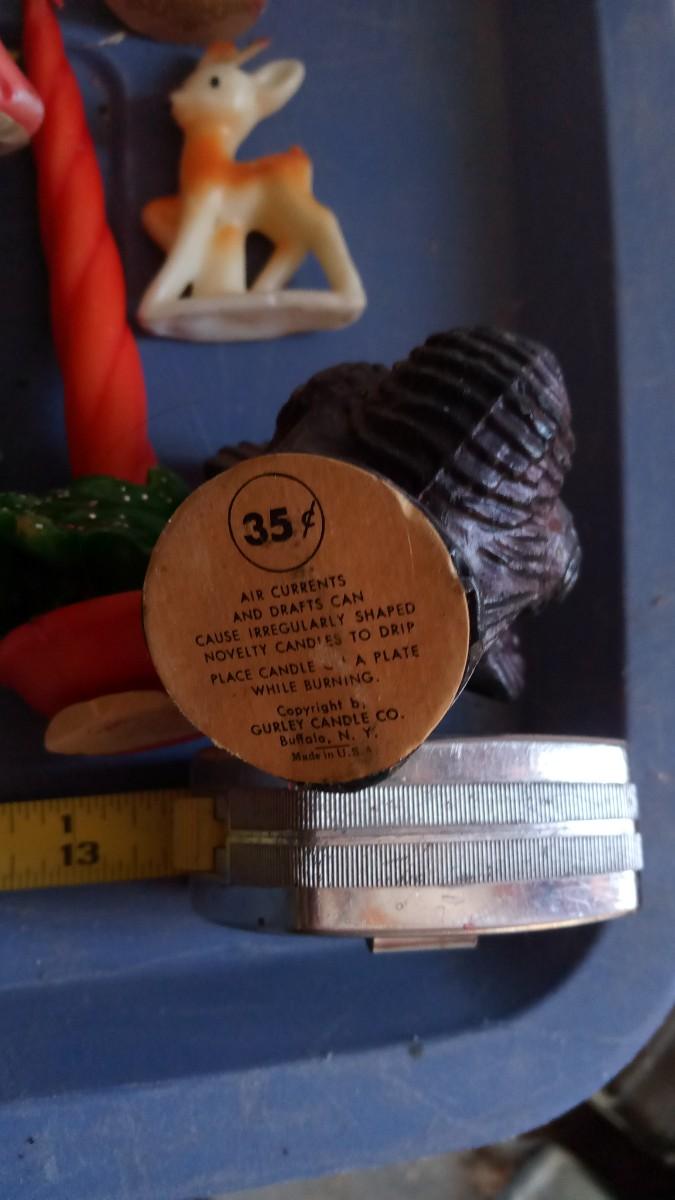 35¢
AIR CURRENTS
AND DRAFTS CAN
CAUSE IRREGULARLY SHAPED
NOVELTY CANDLES TO DRIP
PLACE CANDLE A PLATE
WHILE BURNING.
Copyright by
GURLEY CANDLE CO.
Buffalo, N. Y.
Made in U.S.A
1
13